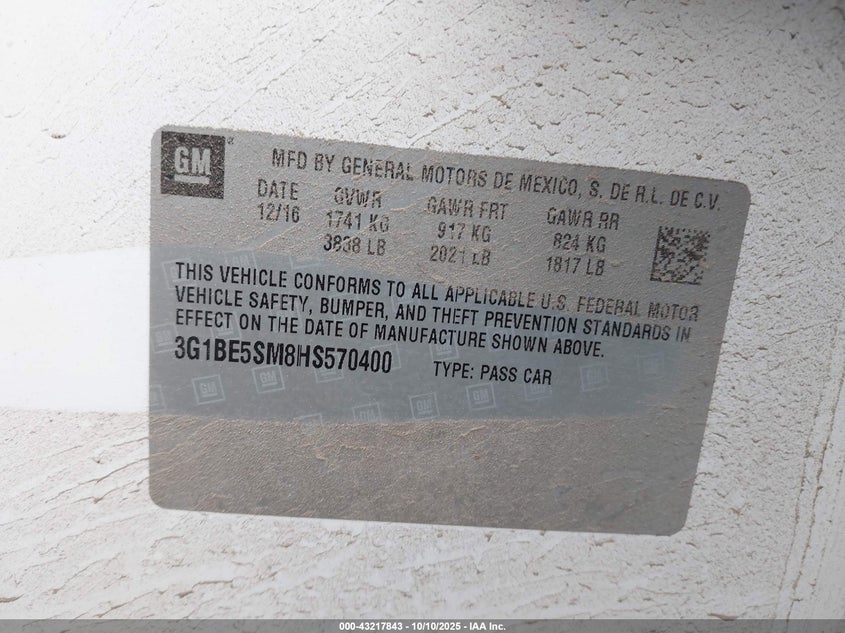 GM
MFD BY GENERAL MOTORS DE MEXICO, S. DE R.L. DE C.V.
DATE GVWR GAWR FRT GAWR RR
12/16 1741 KG 917 KG 824 KG
3838 LB 2021 LB 1817 LB
THIS VEHICLE CONFORMS TO ALL APPLICABLE U.S. FEDERAL MOTOR
VEHICLE SAFETY, BUMPER, AND THEFT PREVENTION STANDARDS IN
EFFECT ON THE DATE OF MANUFACTURE SHOWN ABOVE.
3G1BE5SM8HS570400 TYPE: PASS CAR
000-43217843 - 10/10/2025 - IAA Inc.